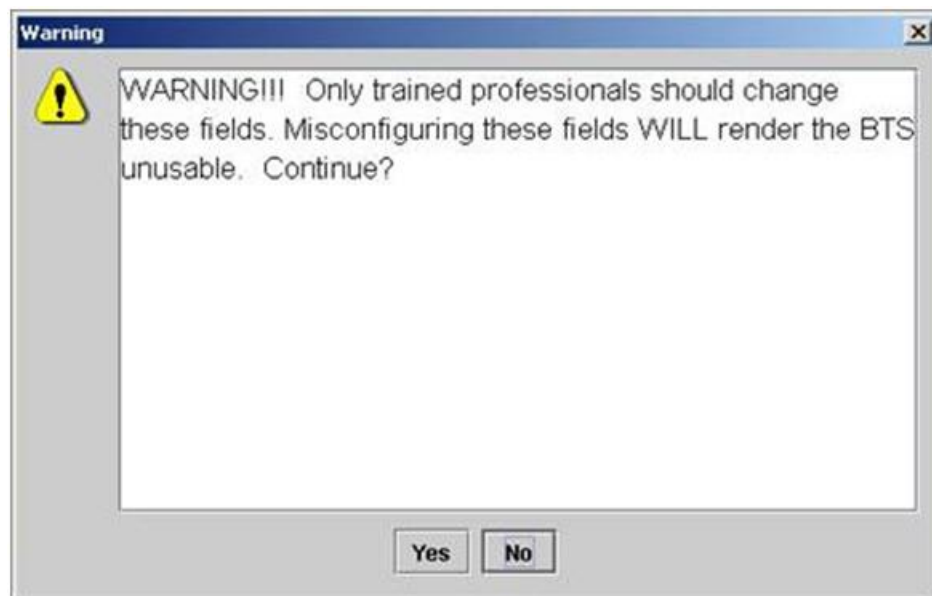 Warning
WARNING!!!  Only trained professionals should change
these fields. Misconfiguring these fields WILL render the BTS
unusable.  Continue?
Yes No